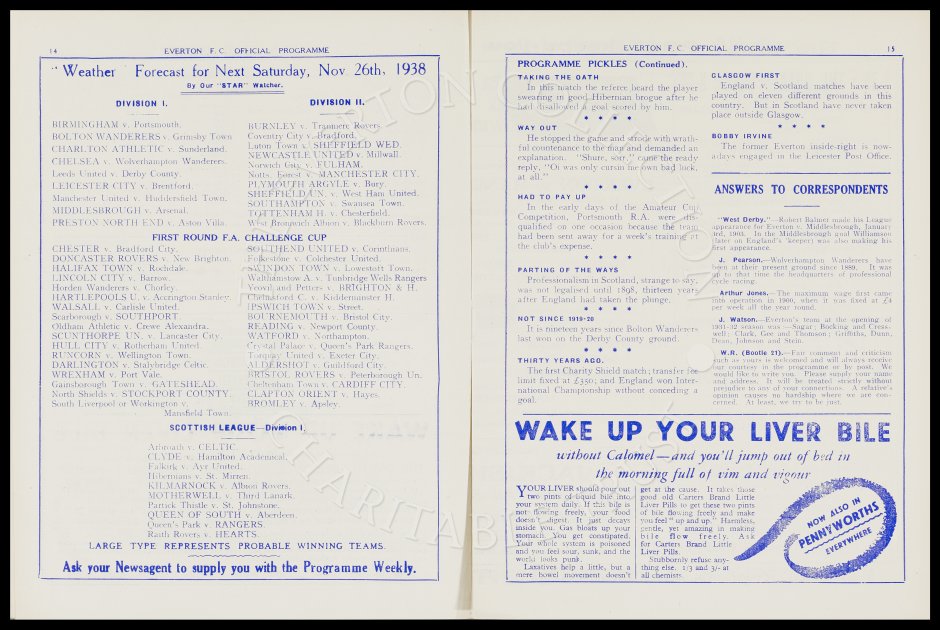 14
EVERTON F.C. OFFICIAL PROGRAMME
"Weather" Forecast for Next Saturday, Nov 26th, 1938
By Our "STAR" Watcher.
DIVISION I.
BIRMINGHAM v. Portsmouth.
BOLTON WANDERERS v. Grimsby Town
CHARLTON ATHLETIC v. Sunderland.
CHELSEA v. Wolverhampton Wanderers.
Leeds United v. Derby County.
LEICESTER CITY v. Brentford.
Manchester United v. Huddersfield Town.
MIDDLESBROUGH v. Arsenal.
PRESTON NORTH END v. Aston Villa.
DIVISION II.
BURNLEY v. Tranmere Rovers.
Coventry City v. Bradford.
Luton Town v. SHEFFIELD WED.
NEWCASTLE UNITED v. Millwall.
Norwich City v. FULHAM.
Notts. Forest v. MANCHESTER CITY.
PLYMOUTH ARGYLE v. Bury.
SHEFFIELD UN. v. West Ham United.
SOUTHAMPTON v. Swansea Town.
TOTTENHAM H. v. Chesterfield.
West Bromwich Albion v. Blackburn Rovers.
FIRST ROUND F.A. CHALLENGE CUP
CHESTER v. Bradford City.
DONCASTER ROVERS v. New Brighton.
HALIFAX TOWN v. Rochdale.
LINCOLN CITY v. Barrow.
Horden Wanderers v. Chorley.
HARTLEPOOLS U. v. Accrington Stanley.
WALSALL v. Carlisle United.
Scarborough v. SOUTHPORT.
Oldham Athletic v. Crewe Alexandra.
SCUNTHORPE UN. v. Lancaster City.
HULL CITY v. Rotherham United.
RUNCORN v. Wellington Town.
DARLINGTON v. Stalybridge Celtic.
WREXHAM v. Port Vale.
Gainsborough Town v. GATESHEAD.
North Shields v. STOCKPORT COUNTY.
South Liverpool or Workington v.
Mansfield Town.
SOUTHEND UNITED v. Corinthians.
Folkestone v. Colchester United.
SWINDON TOWN v. Lowestoft Town.
Walthamstow A. v. Tunbridge Wells Rangers
Yeovil and Petters v. BRIGHTON & H.
Chelmsford C. v. Kidderminster H.
IPSWICH TOWN v. Street.
BOURNEMOUTH v. Bristol City.
READING v. Newport County.
WATFORD v. Northampton.
Crystal Palace v. Queen's Park Rangers.
Torquay United v. Exeter City.
ALDERSHOT v. Guildford City.
BRISTOL ROVERS v. Peterborough Un.
Cheltenham Town v. CARDIFF CITY.
CLAPTON ORIENT v. Hayes.
BROMLEY v. Apsley.
SCOTTISH LEAGUE—Division I.
Arbroath v. CELTIC.
CLYDE v. Hamilton Academical.
Falkirk v. Ayr United.
Hibernians v. St. Mirren.
KILMARNOCK v. Albion Rovers.
MOTHERWELL v. Third Lanark.
Partick Thistle v. St. Johnstone.
QUEEN OF SOUTH v. Aberdeen.
Queen's Park v. RANGERS.
Raith Rovers v. HEARTS.
LARGE TYPE REPRESENTS PROBABLE WINNING TEAMS.
Ask your Newsagent to supply you with the Programme Weekly.
EVERTON F.C. OFFICIAL PROGRAMME
15
PROGRAMME PICKLES (Continued).
TAKING THE OATH
In this match the referee heard the player
swearing in good Hibernian brogue after he
had disallowed a goal scored by him.
* * * *
WAY OUT
He stopped the game and strode with wrath-
ful countenance to the man and demanded an
explanation. "Shure, sorr," came the ready
reply, "Oi was only cursin me own bad luck,
at all."
* * * *
HAD TO PAY UP
In the early days of the Amateur Cup
Competition, Portsmouth R.A. were dis-
qualified on one occasion because the team
had been sent away for a week's training at
the club's expense.
* * * *
PARTING OF THE WAYS
Professionalism in Scotland, strange to say,
was not legalised until 1898, thirteen years
after England had taken the plunge.
* * * *
NOT SINCE 1919-20
It is nineteen years since Bolton Wanderers
last won on the Derby County ground.
* * * *
THIRTY YEARS AGO.
The first Charity Shield match; transfer fee
limit fixed at £350; and England won Inter-
national Championship without conceding a
goal.
GLASGOW FIRST
England v. Scotland matches have been
played on eleven different grounds in this
country. But in Scotland have never taken
place outside Glasgow.
* * * *
BOBBY IRVINE
The former Everton inside-right is now-
adays engaged in the Leicester Post Office.
ANSWERS TO CORRESPONDENTS
"West Derby."—Robert Balmer made his League
appearance for Everton v. Middlesbrough, January
3rd, 1903. In the Middlesbrough goal Williamson
(later on England's 'keeper) was also making his
first appearance.
J. Pearson.—Wolverhampton Wanderers have
been at their present ground since 1889. It was
up to that time the headquarters of professional
cycle racing.
Arthur Jones.—The maximum wage first came
into operation in 1900, when it was fixed at £4
per week all the year round.
J. Watson.—Everton's team at the opening of
1931-32 season was—Sagar; Bocking and Cress-
well; Clark, Gee and Thomson; Griffiths, Dunn,
Dean, Johnson and Stein.
W.R. (Bootle 21).—Fair comment and criticism
such as yours is welcomed and will always receive
our courtesy in the programme or by post. We
would like to write you. Please supply your name
and address. It will be treated strictly without
prejudice to any of your connections. A relative's
opinion causes no hardship where we are con-
cerned. At least, we try to be just.
WAKE UP YOUR LIVER BILE
without Calomel—and you'll jump out of bed in
the morning full of vim and vigour
YOUR LIVER should pour out
two pints of liquid bile into
your system daily. If this bile is
not flowing freely, your food
doesn't digest. It just decays
inside you. Gas bloats up your
stomach. You get constipated.
Your whole system is poisoned
and you feel sour, sunk, and the
world looks punk.
Laxatives help a little, but a
mere bowel movement doesn't
get at the cause. It takes those
good old Carters Brand Little
Liver Pills to get these two pints
of bile flowing freely and make
you feel "up and up." Harmless,
gentle, yet amazing in making
bile flow freely. Ask
for Carters Brand Little
Liver Pills.
Stubbornly refuse any-
thing else. 1/3 and 3/- at
all chemists.
NOW ALSO IN
PENNYWORTHS
EVERYWHERE